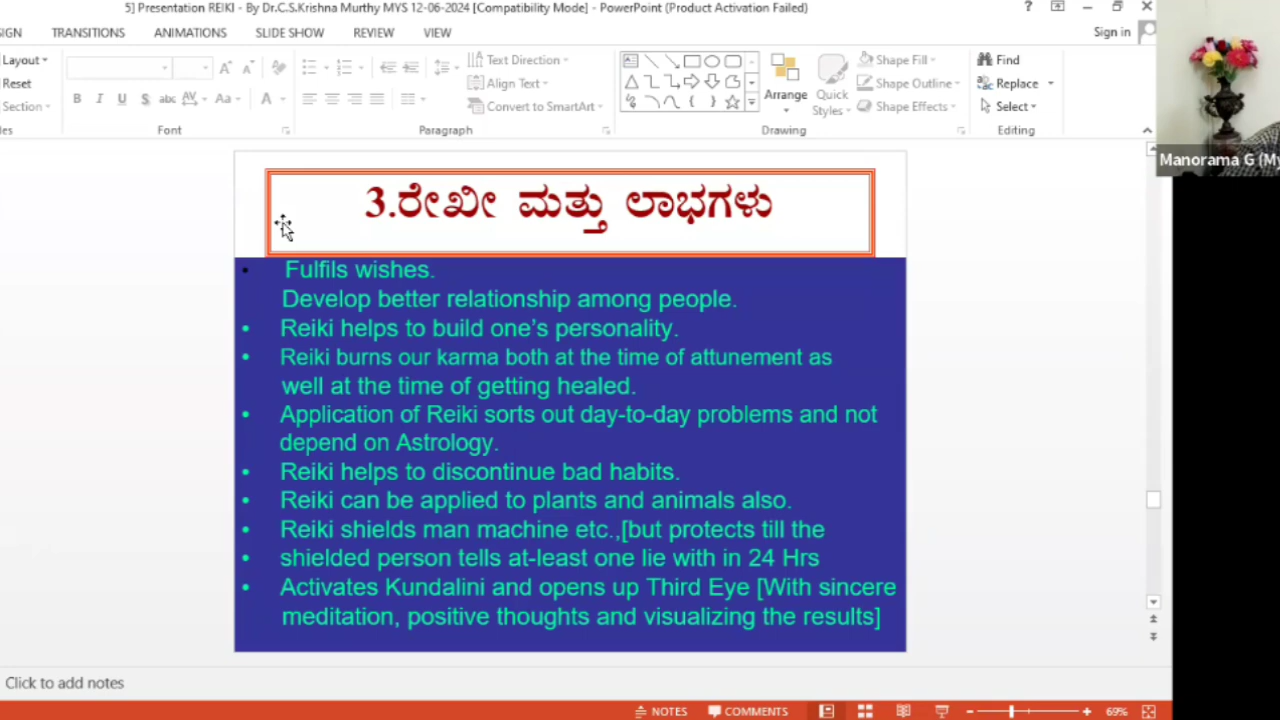 5] Presentation REIKI - By Dr.C.S.Krishna Murthy MYS 12-06-2024 [Compatibility Mode] - PowerPoint (Product Activation Failed)
SIGN TRANSITIONS ANIMATIONS SLIDE SHOW REVIEW VIEW Sign in
Layout Text Direction Shape Fill Find
Reset Align Text Arrange Quick Shape Outline Replace
Section Convert to SmartArt Styles Shape Effects Select
Font Paragraph Drawing Editing
Manorama G (My
3.ರೇಖೀ ಮತ್ತು ಲಾಭಗಳು
• Fulfils wishes.
Develop better relationship among people.
• Reiki helps to build one's personality.
• Reiki burns our karma both at the time of attunement as
well at the time of getting healed.
• Application of Reiki sorts out day-to-day problems and not
depend on Astrology.
• Reiki helps to discontinue bad habits.
• Reiki can be applied to plants and animals also.
• Reiki shields man machine etc.,[but protects till the
• shielded person tells at-least one lie with in 24 Hrs
• Activates Kundalini and opens up Third Eye [With sincere
meditation, positive thoughts and visualizing the results]
Click to add notes
NOTES COMMENTS 69%